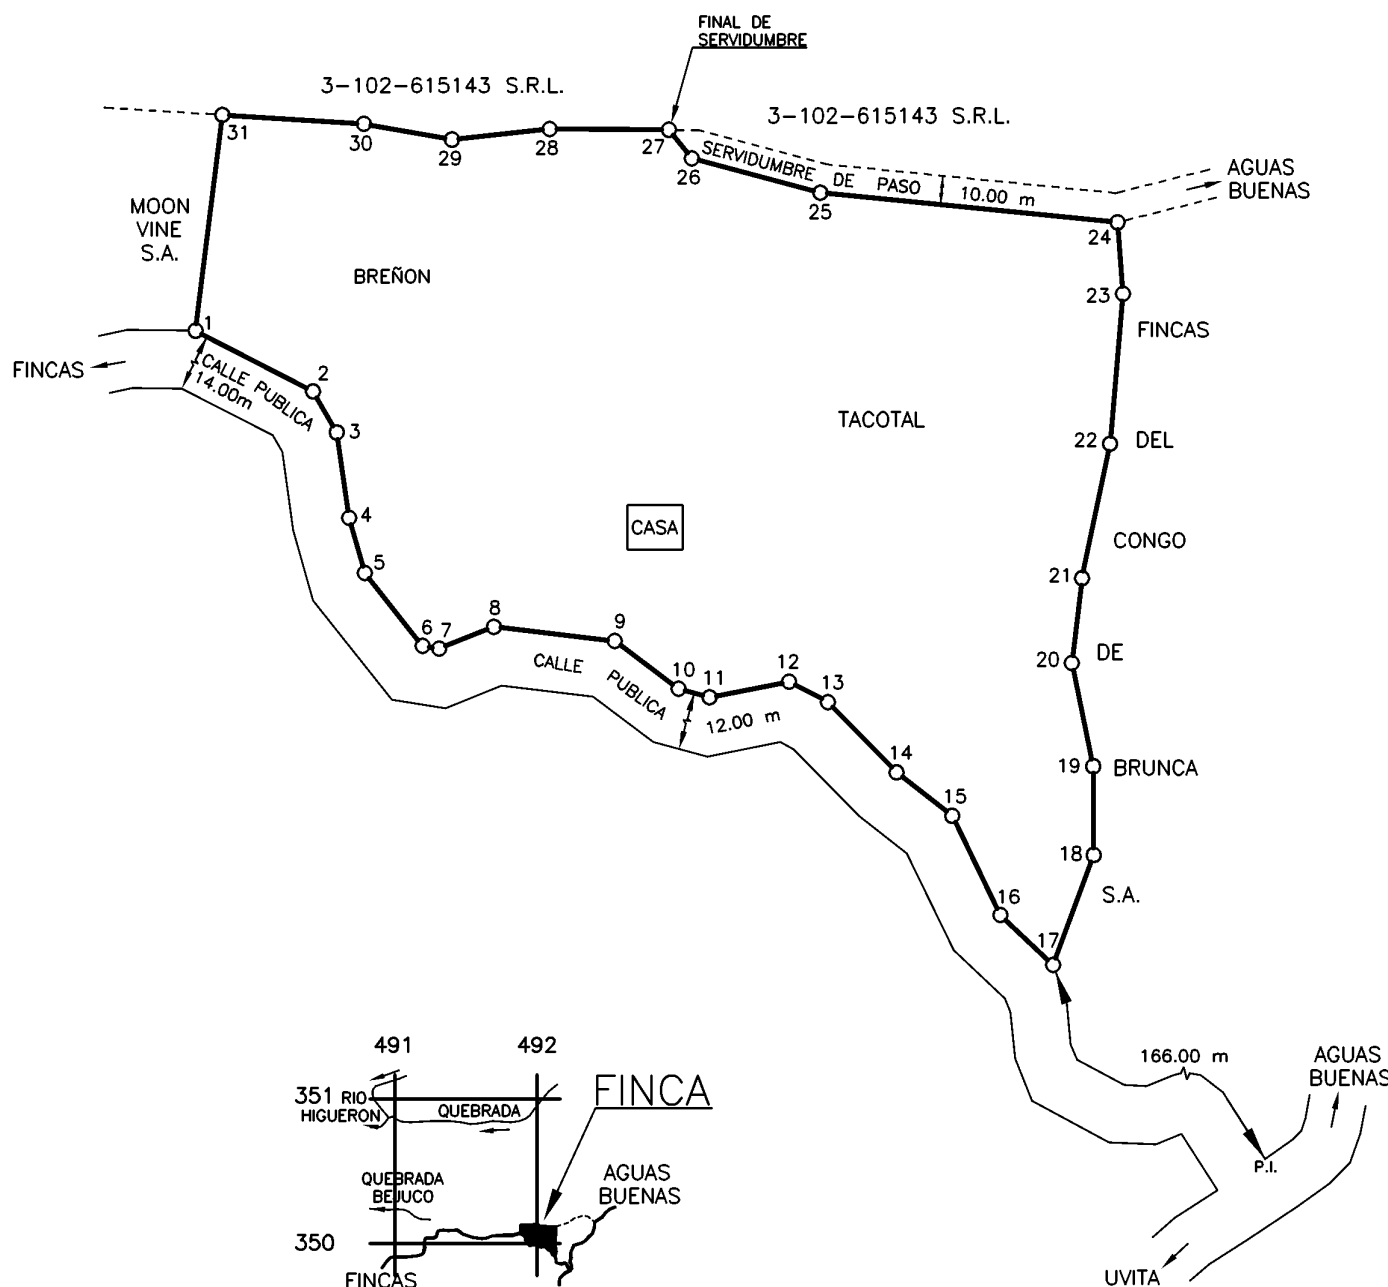 FINAL DE
SERVIDUMBRE
3-102-615143 S.R.L.
3-102-615143 S.R.L.
31
30
29
28
27
26
SERVIDUMBRE DE PASO
25
10.00 m
24
AGUAS
BUENAS
MOON
VINE
S.A.
BREÑON
23
FINCAS
1
FINCAS
CALLE PUBLICA
14.00m
2
3
TACOTAL
22
DEL
4
CASA
CONGO
5
21
6
7
8
9
CALLE PUBLICA
10
11
12
13
12.00 m
20
DE
14
19
BRUNCA
15
18
16
S.A.
17
166.00 m
AGUAS
BUENAS
P.I.
UVITA
491
492
351
RIO
HIGUERON
QUEBRADA
FINCA
QUEBRADA
BEJUCO
AGUAS
BUENAS
350
FINCAS